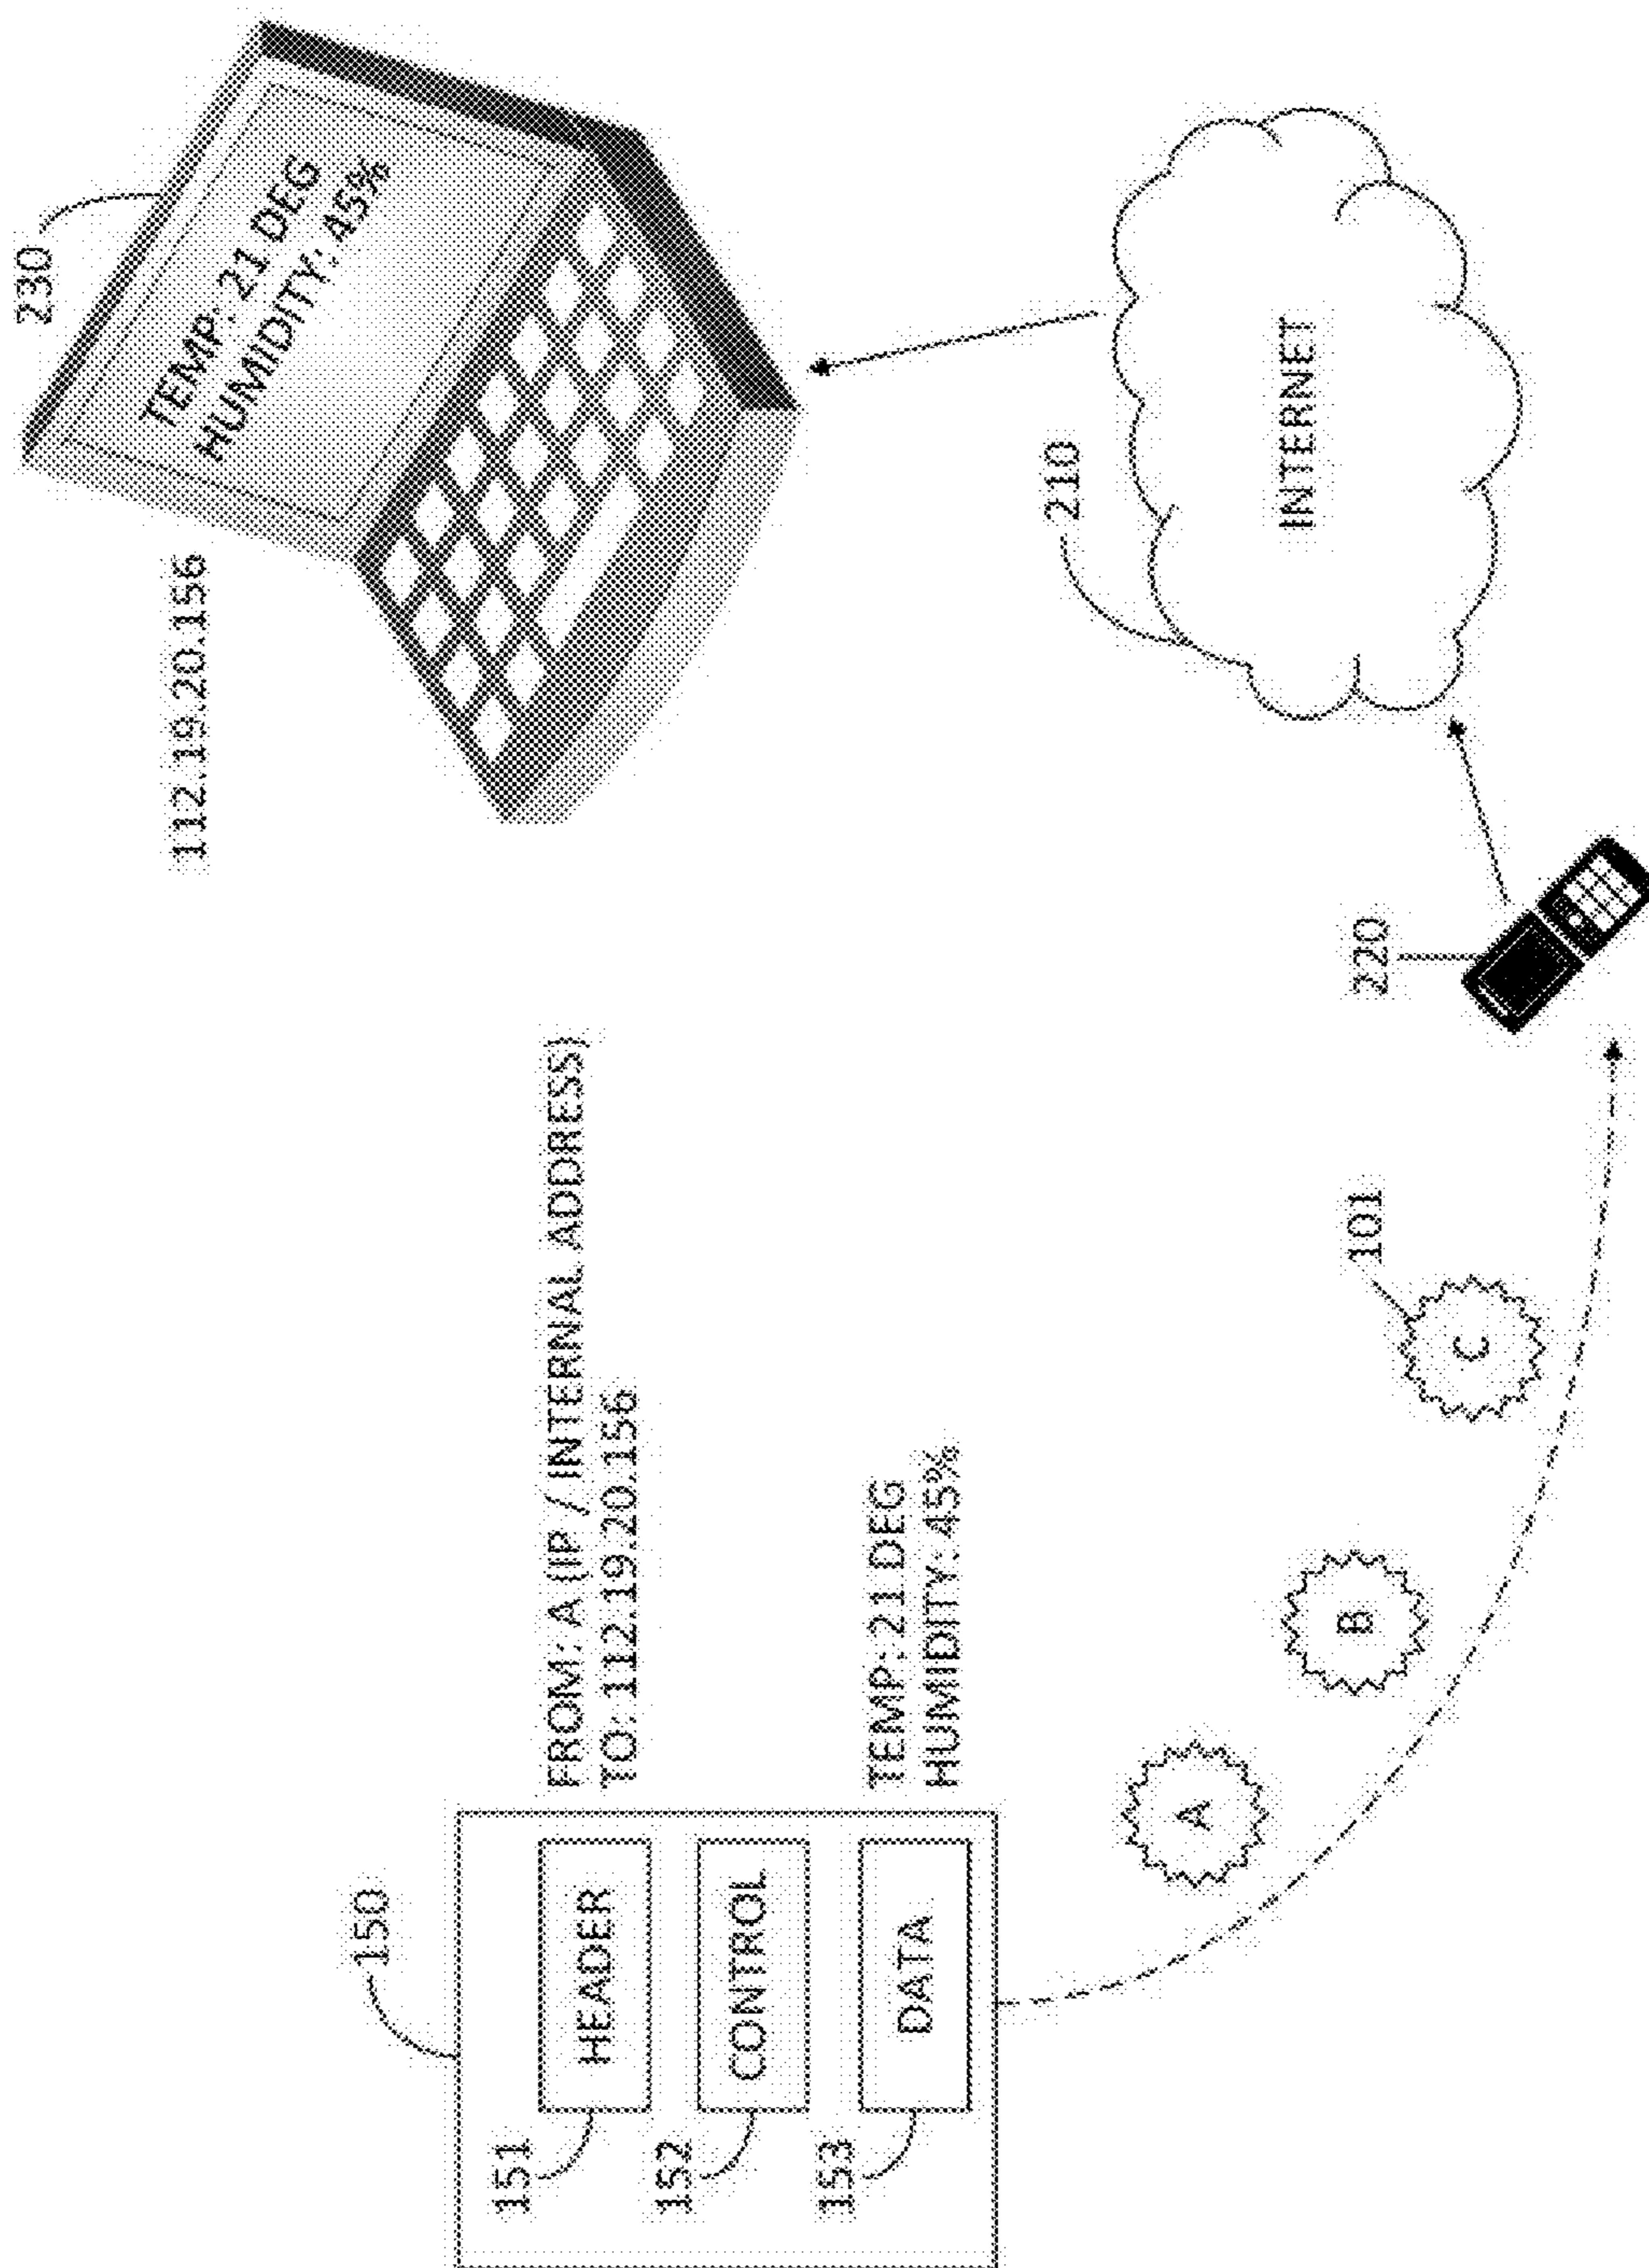 150
151
HEADER
FROM: A (IP / INTERNAL ADDRESS)
TO: 112.19.20.156
152
CONTROL
153
DATA
TEMP: 21 DEG
HUMIDITY: 45%
A
B
C
101
220
112.19.20.156
230
TEMP: 21 DEG
HUMIDITY: 45%
210
INTERNET